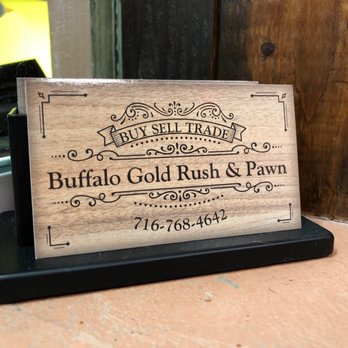 BUY SELL TRADE
Buffalo Gold Rush & Pawn
716-768-4642